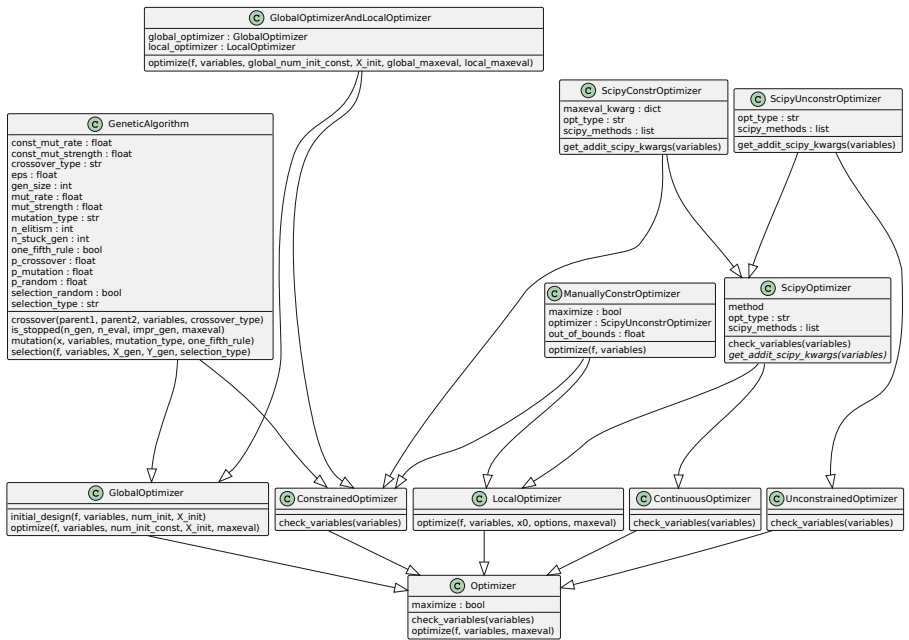 C GlobalOptimizerAndLocalOptimizer
global_optimizer : GlobalOptimizer
local_optimizer : LocalOptimizer
optimize(f, variables, global_num_init_const, X_init, global_maxeval, local_maxeval)
C ScipyConstrOptimizer
maxeval_kwarg : dict
opt_type : str
scipy_methods : list
get_addit_scipy_kwargs(variables)
C ScipyUnconstrOptimizer
opt_type : str
scipy_methods : list
get_addit_scipy_kwargs(variables)
C GeneticAlgorithm
const_mut_rate : float
const_mut_strength : float
crossover_type : str
eps : float
gen_size : int
mut_rate : float
mut_strength : float
mutation_type : str
n_elitism : int
n_stuck_gen : int
one_fifth_rule : bool
p_crossover : float
p_mutation : float
p_random : float
selection_random : bool
selection_type : str
crossover(parent1, parent2, variables, crossover_type)
is_stopped(n_gen, n_eval, impr_gen, maxeval)
mutation(x, variables, mutation_type, one_fifth_rule)
selection(f, variables, X_gen, Y_gen, selection_type)
C ManuallyConstrOptimizer
maximize : bool
optimizer : ScipyUnconstrOptimizer
out_of_bounds : float
optimize(f, variables)
C ScipyOptimizer
method
opt_type : str
scipy_methods : list
check_variables(variables)
get_addit_scipy_kwargs(variables)
C GlobalOptimizer
initial_design(f, variables, num_init, X_init)
optimize(f, variables, num_init_const, X_init, maxeval)
C ConstrainedOptimizer
check_variables(variables)
C LocalOptimizer
optimize(f, variables, x0, options, maxeval)
C ContinuousOptimizer
check_variables(variables)
C UnconstrainedOptimizer
check_variables(variables)
C Optimizer
maximize : bool
check_variables(variables)
optimize(f, variables, maxeval)